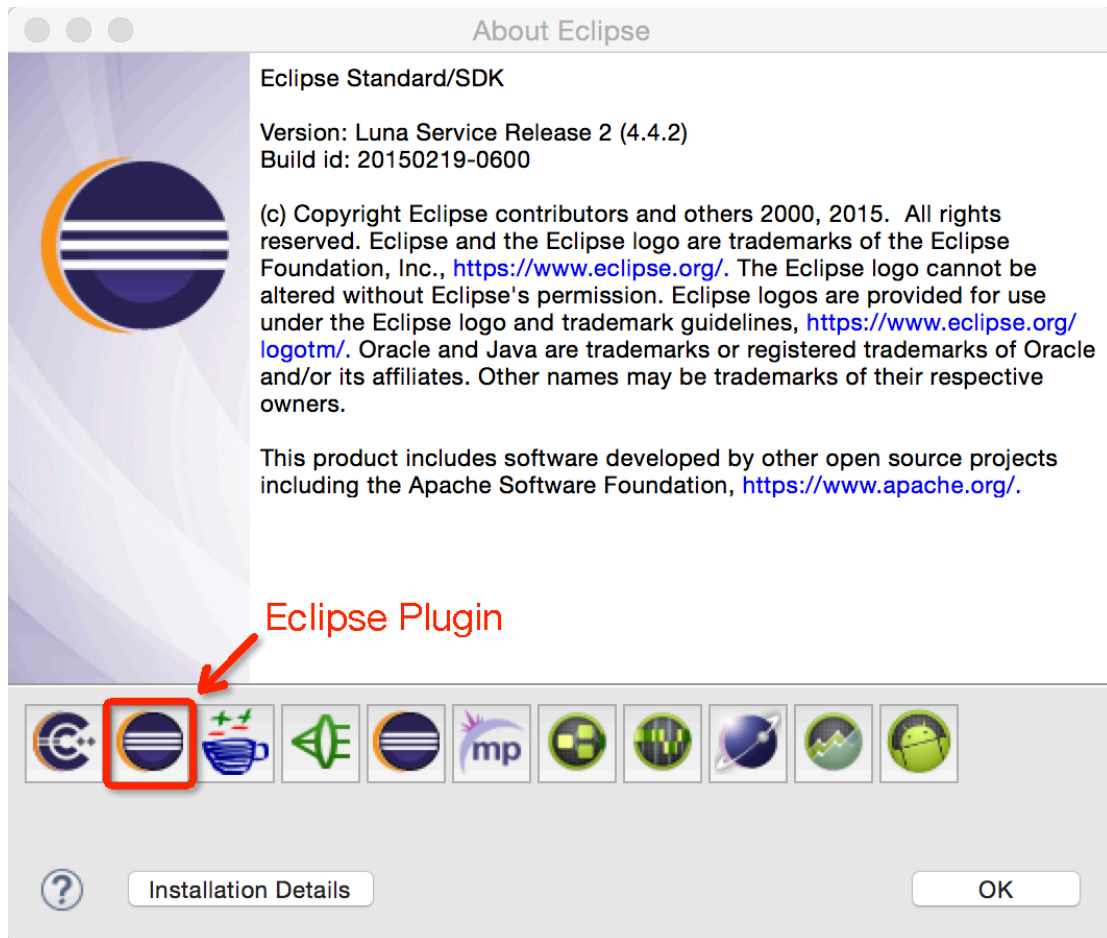 About Eclipse
Eclipse Standard/SDK
Version: Luna Service Release 2 (4.4.2)
Build id: 20150219-0600
(c) Copyright Eclipse contributors and others 2000, 2015.  All rights
reserved. Eclipse and the Eclipse logo are trademarks of the Eclipse
Foundation, Inc., https://www.eclipse.org/. The Eclipse logo cannot be
altered without Eclipse's permission. Eclipse logos are provided for use
under the Eclipse logo and trademark guidelines, https://www.eclipse.org/
logotm/. Oracle and Java are trademarks or registered trademarks of Oracle
and/or its affiliates. Other names may be trademarks of their respective
owners.
This product includes software developed by other open source projects
including the Apache Software Foundation, https://www.apache.org/.
Eclipse Plugin
C++
mp
?
Installation Details
OK